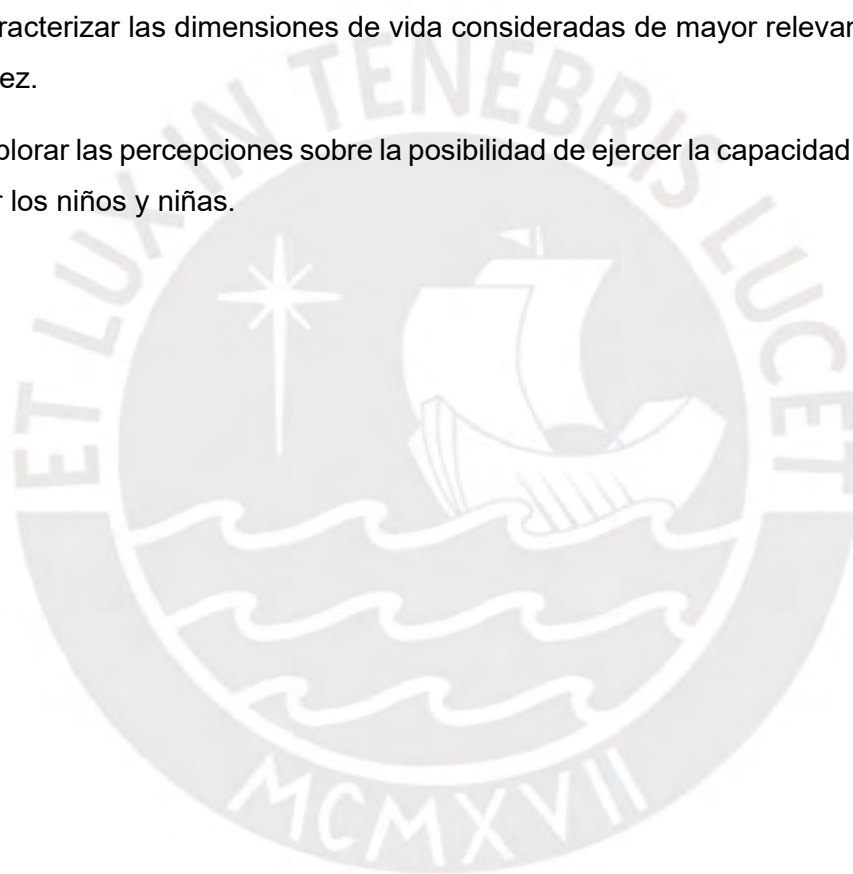 racterizar las dimensiones de vida consideradas de mayor relevar
ez.
plorar las percepciones sobre la posibilidad de ejercer la capacidad
r los niños y niñas.
ET LUX IN TENEBRIS LUCET
MCMXVII